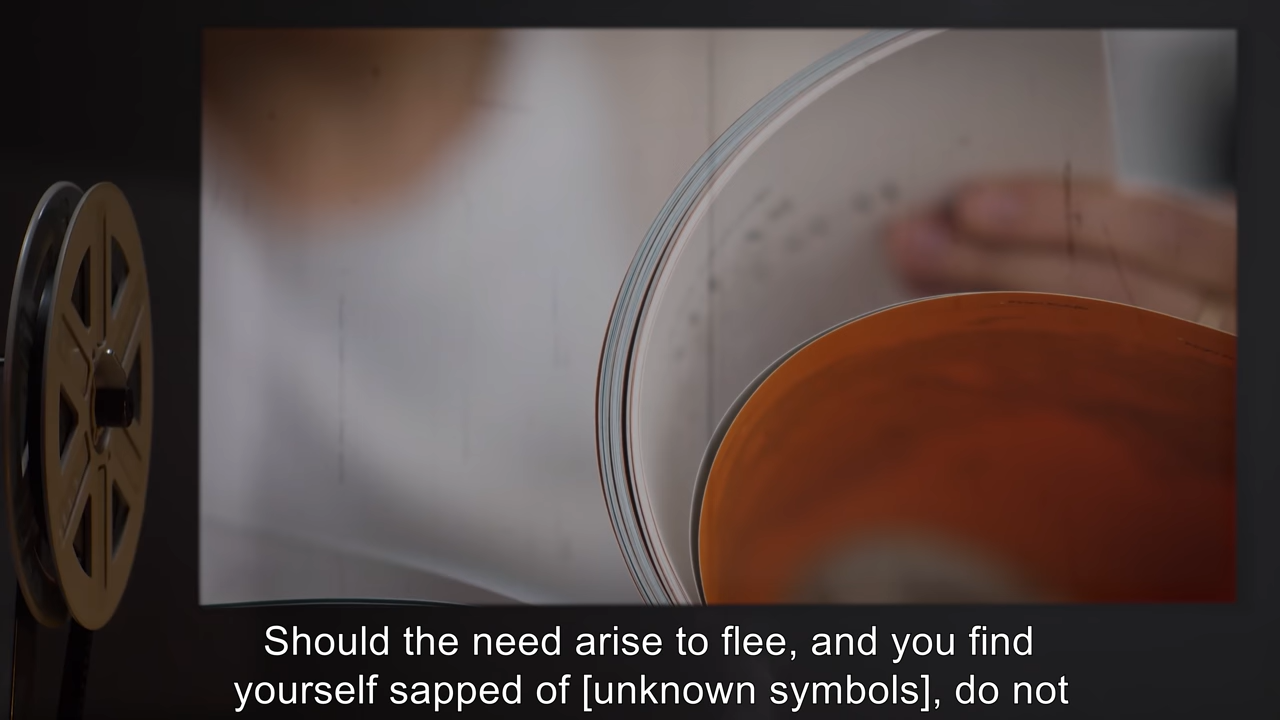 Should the need arise to flee, and you find
yourself sapped of [unknown symbols], do not